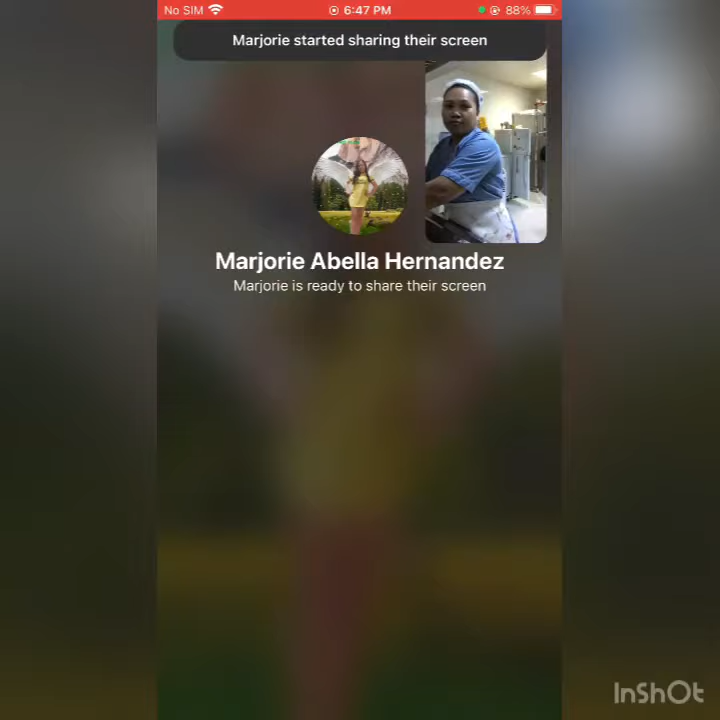 No SIM 6:47 PM 88%
Marjorie started sharing their screen
Marjorie Abella Hernandez
Marjorie is ready to share their screen
InShOt